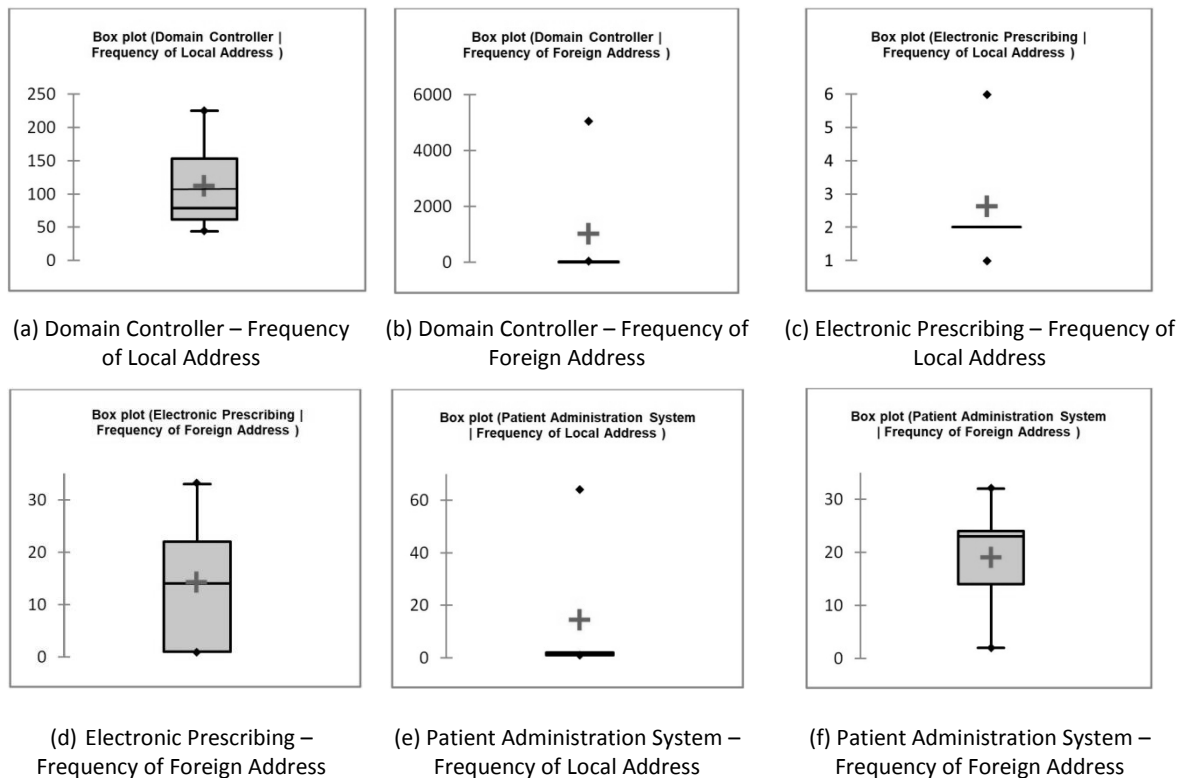 Box plot (Domain Controller |
Frequency of Local Address )
250
200
150
100
50
0
(a) Domain Controller – Frequency
of Local Address
Box plot (Domain Controller |
Frequency of Foreign Address )
6000
4000
2000
0
(b) Domain Controller – Frequency of
Foreign Address
Box plot (Electronic Prescribing |
Frequency of Local Address )
6
5
4
3
2
1
(c) Electronic Prescribing – Frequency of
Local Address
Box plot (Electronic Prescribing |
Frequency of Foreign Address )
30
20
10
0
(d) Electronic Prescribing –
Frequency of Foreign Address
Box plot (Patient Administration System
| Frequency of Local Address )
60
40
20
0
(e) Patient Administration System –
Frequency of Local Address
Box plot (Patient Administration System
| Frequncy of Foreign Address )
30
20
10
0
(f) Patient Administration System –
Frequency of Foreign Address